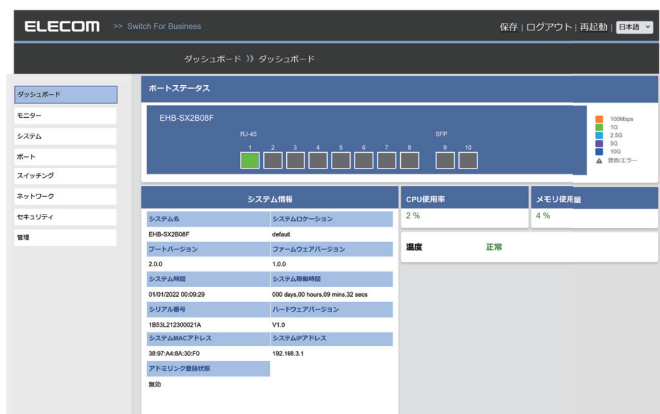 ELECOM >> Switch For Business
保存 | ログアウト | 再起動 | 日本語
ダッシュボード 》 ダッシュボード
ダッシュボード
モニター
システム
ポート
スイッチング
ネットワーク
セキュリティ
管理
ポートステータス
EHB-SX2B08F
RJ-45 SFP
1 2 3 4 5 6 7 8 9 10
100Mbps
1G
2.5G
5G
10G
警告/エラー
システム情報
システム名 システムロケーション
EHB-SX2B08F default
ブートバージョン ファームウェアバージョン
2.0.0 1.0.0
システム時間 システム稼働時間
01/01/2022 00:09:29 000 days,00 hours,09 mins,32 secs
シリアル番号 ハードウェアバージョン
1B53L212300021A V1.0
システムMACアドレス システムIPアドレス
38:97:A4:8A:30:F0 192.168.3.1
アドミリンク登録状態
無効
CPU使用率 メモリ使用量
2 % 4 %
温度 正常